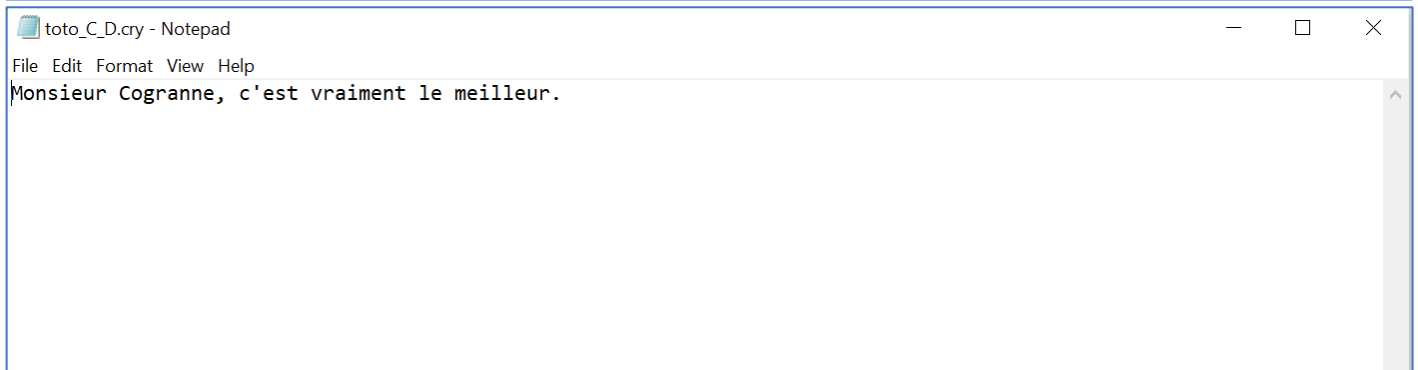 toto_C_D.cry - Notepad
File Edit Format View Help
Monsieur Cogranne, c'est vraiment le meilleur.